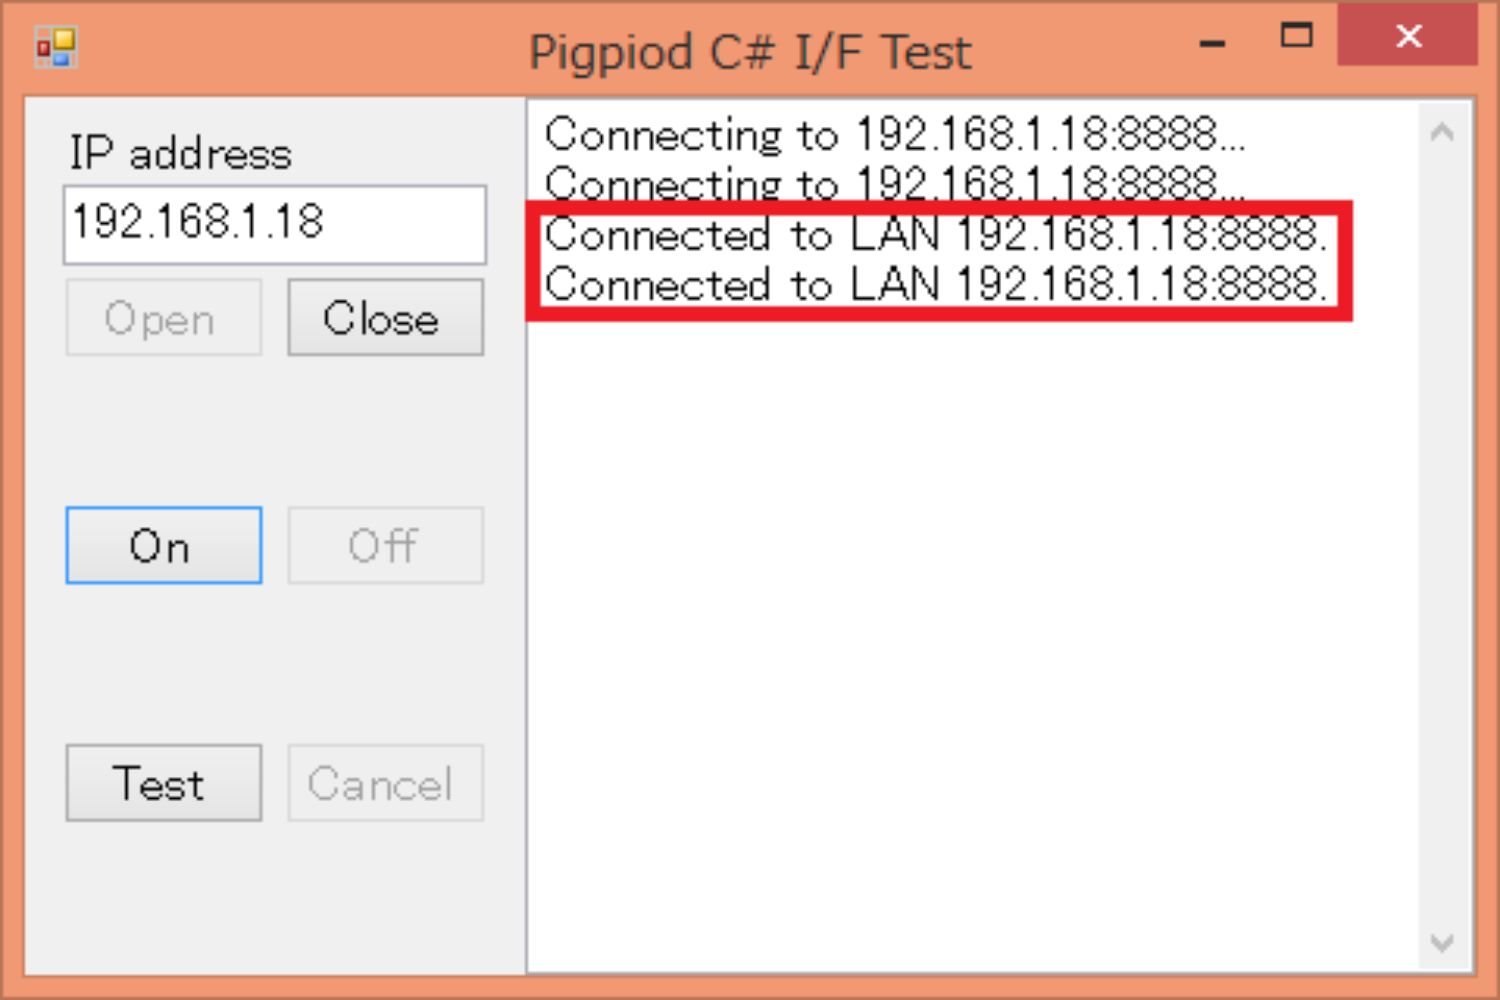 Pigpiod C# I/F Test
IP address
192.168.1.18
Open
Close
On
Off
Test
Cancel
Connecting to 192.168.1.18:8888...
Connecting to 192.168.1.18:8888...
Connected to LAN 192.168.1.18:8888.
Connected to LAN 192.168.1.18:8888.